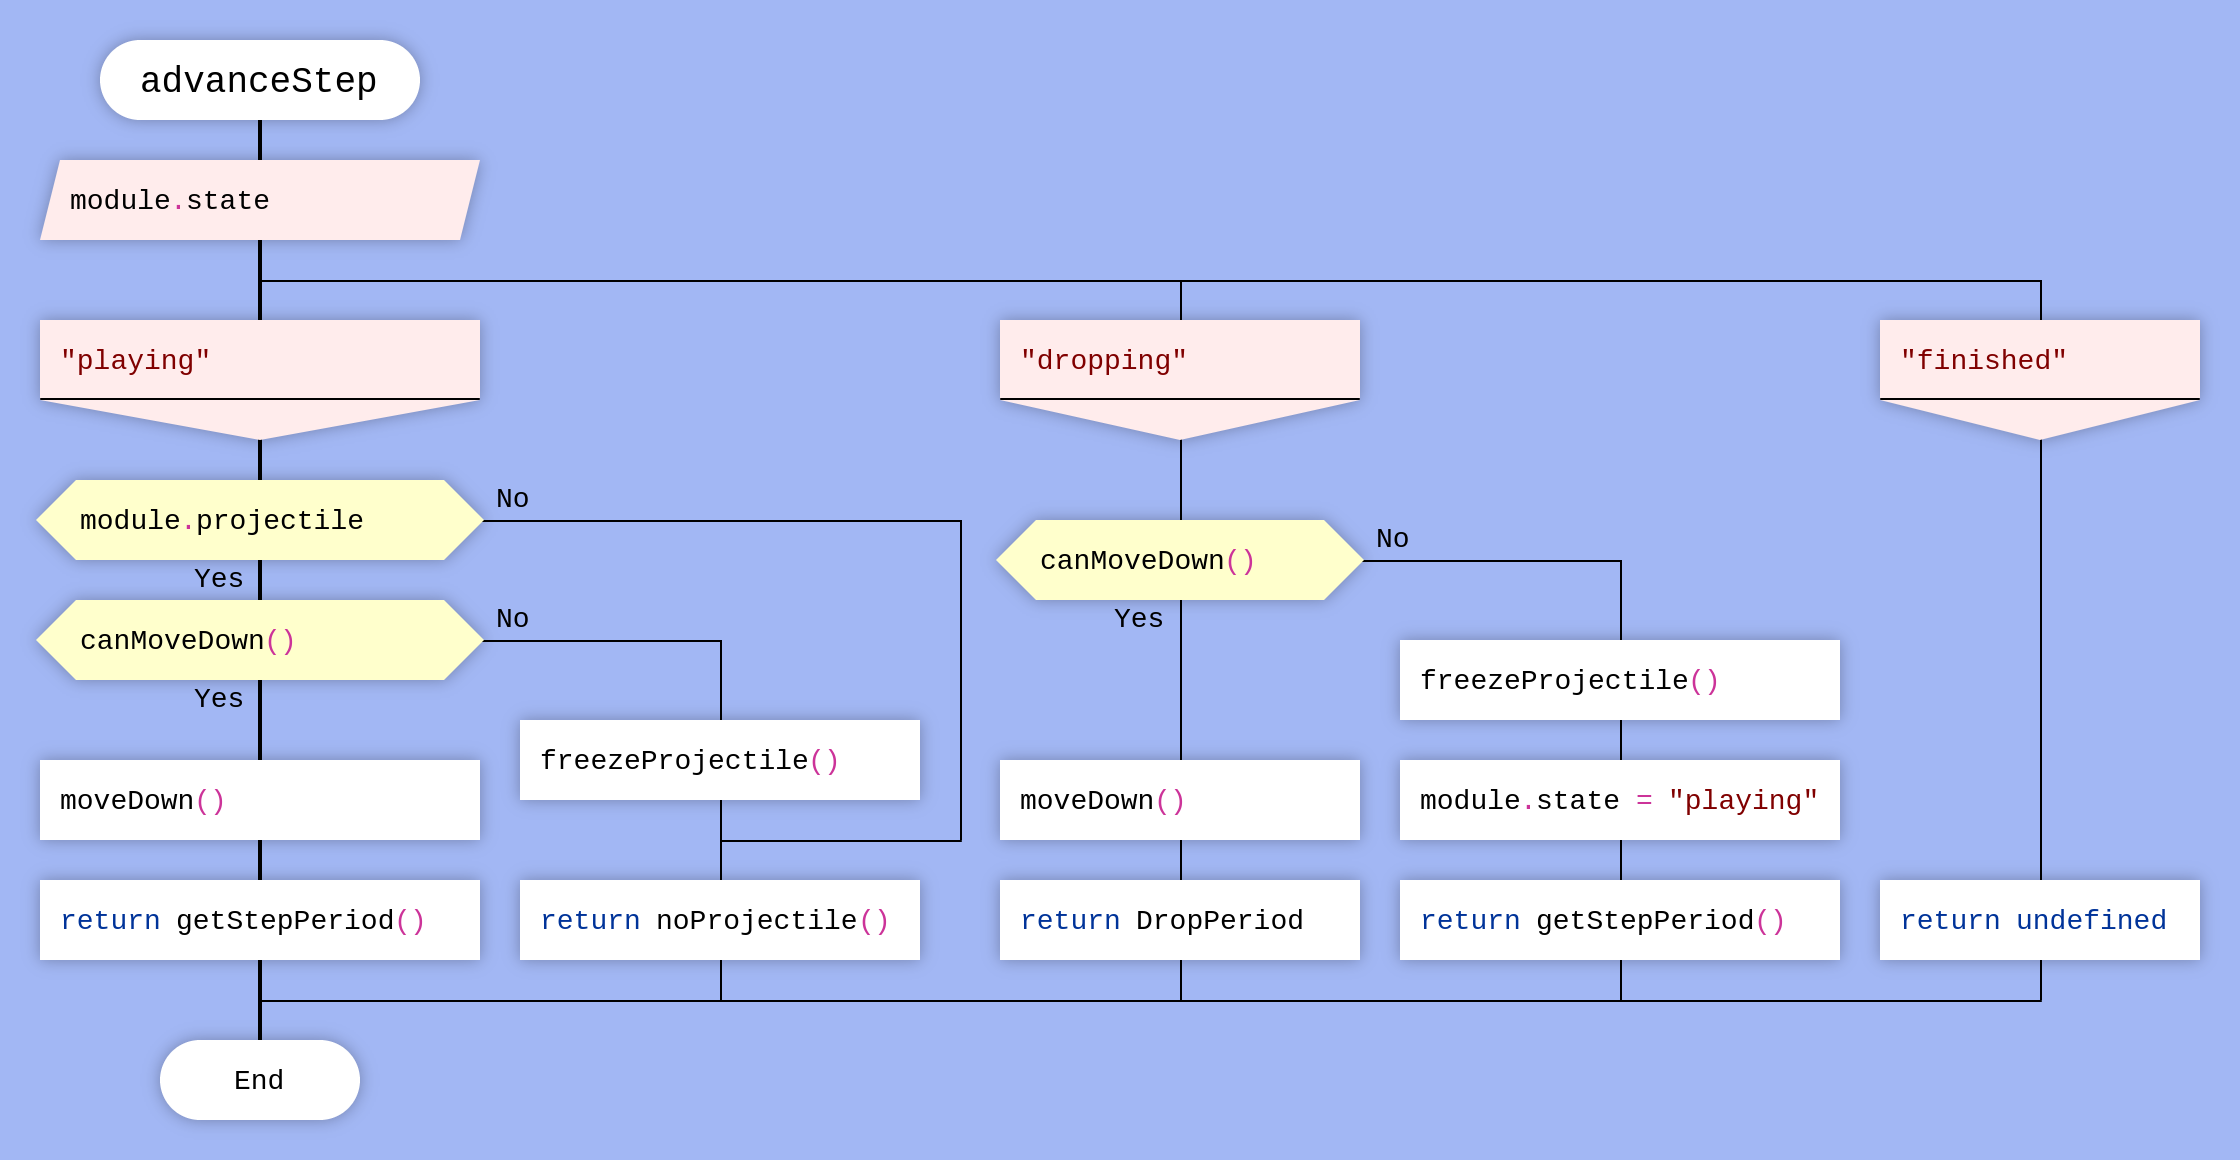 advanceStep
module.state
"playing"
"dropping"
"finished"
module.projectile
No
Yes
canMoveDown()
No
Yes
canMoveDown()
No
Yes
freezeProjectile()
moveDown()
freezeProjectile()
moveDown()
module.state = "playing"
return getStepPeriod()
return noProjectile()
return DropPeriod
return getStepPeriod()
return undefined
End